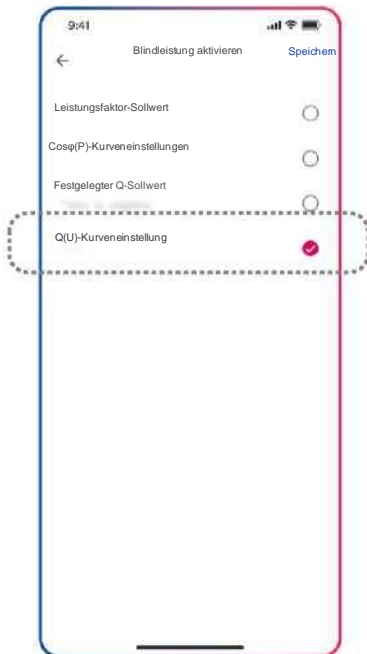 9:41
Blindleistung aktivieren
Speichern
Leistungsfaktor-Sollwert
Cosφ(P)-Kurveneinstellungen
Festgelegter Q-Sollwert
Q(U)-Kurveneinstellung